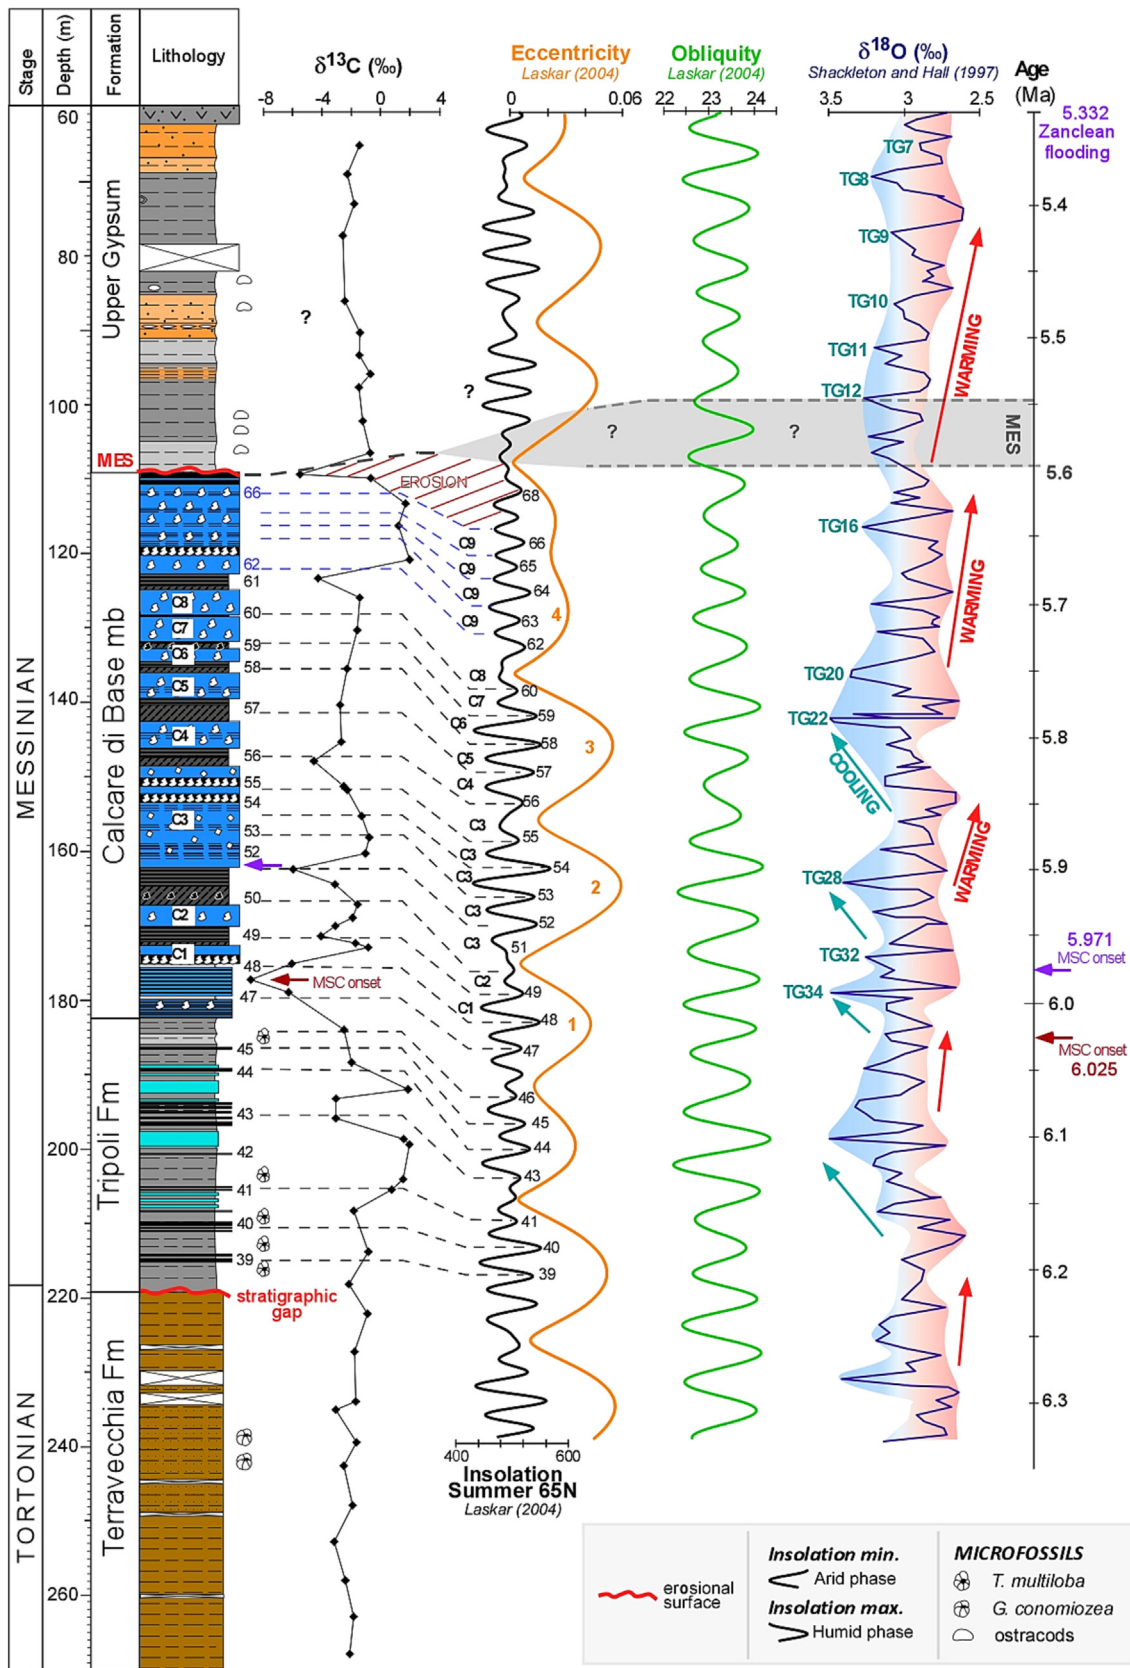 Stage
Depth (m)
Formation
Lithology
δ13C (‰)
-8 -4 0 4
Eccentricity
Laskar (2004)
0 0.06
Obliquity
Laskar (2004)
22 23 24
δ18O (‰)
Shackleton and Hall (1997)
3.5 3 2.5
Age
(Ma)
MESSINIAN
TORTONIAN
60
80
100
120
140
160
180
200
220
240
260
Upper Gypsum
Calcare di Base mb
Tripoli Fm
Terravecchia Fm
MES
C8
C7
C6
C5
C4
C3
C2
C1
66
62
61
60
59
58
57
56
55
54
53
52
50
49
48
47
45
44
43
42
41
40
39
MSC onset
stratigraphic
gap
?
?
EROSION
C9
C9
C9
C9
C8
C7
C6
C5
C4
C3
C3
C3
C3
C3
C2
C1
68
66
65
64
63
62
60
59
58
57
56
55
54
53
52
51
49
48
47
46
45
44
43
41
40
39
4
3
2
1
? ?
MES
400 600
Insolation
Summer 65N
Laskar (2004)
TG7
TG8
TG9
TG10
TG11
TG12
TG16
TG20
TG22
TG28
TG32
TG34
WARMING
WARMING
COOLING
WARMING
5.332
Zanclean
flooding
5.4
5.5
5.6
5.7
5.8
5.9
5.971
MSC onset
6.0
MSC onset
6.025
6.1
6.2
6.3
erosional
surface
Insolation min.
Arid phase
Insolation max.
Humid phase
MICROFOSSILS
T. multiloba
G. conomiozea
ostracods